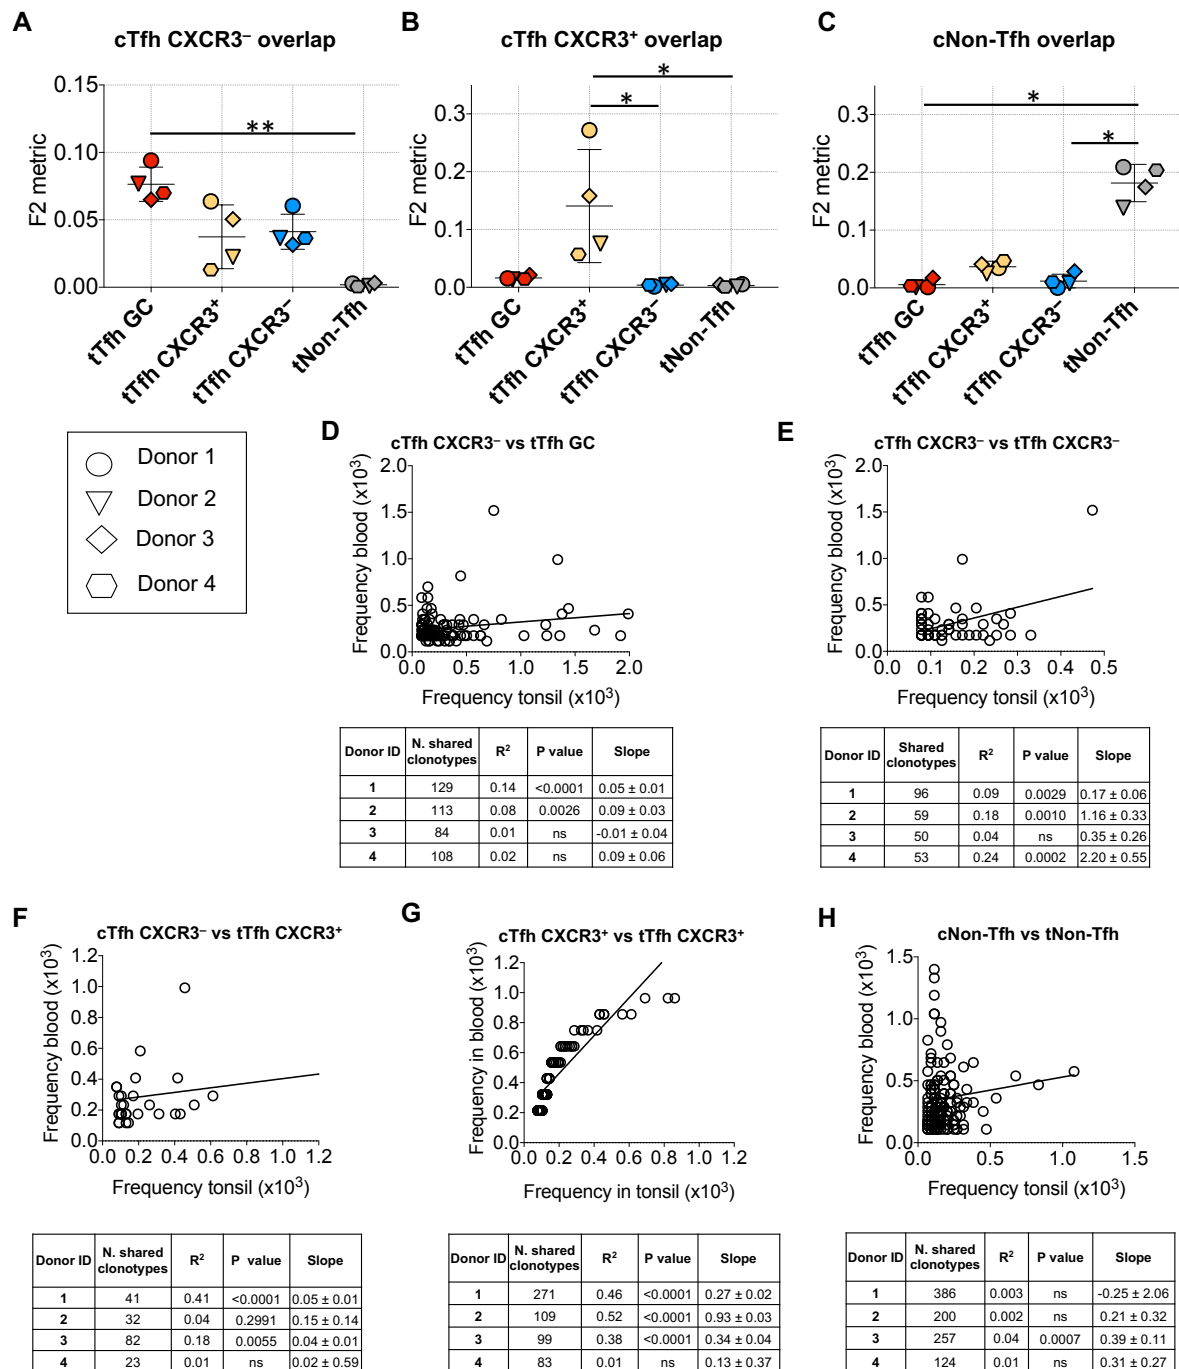 A
cTfh CXCR3– overlap
F2 metric
0.15
0.10
0.05
0.00
**
tTfh GC
tTfh CXCR3+
tTfh CXCR3–
tNon-Tfh
B
cTfh CXCR3+ overlap
F2 metric
0.3
0.2
0.1
0.0
*
*
tTfh GC
tTfh CXCR3+
tTfh CXCR3–
tNon-Tfh
C
cNon-Tfh overlap
F2 metric
0.3
0.2
0.1
0.0
*
*
tTfh GC
tTfh CXCR3+
tTfh CXCR3–
tNon-Tfh
Donor 1
Donor 2
Donor 3
Donor 4
D
cTfh CXCR3– vs tTfh GC
Frequency blood (x10³)
2.0
1.5
1.0
0.5
0.0
0.0 0.5 1.0 1.5 2.0
Frequency tonsil (x10³)
Donor ID N. shared clonotypes R² P value Slope
1 129 0.14 <0.0001 0.05 ± 0.01
2 113 0.08 0.0026 0.09 ± 0.03
3 84 0.01 ns -0.01 ± 0.04
4 108 0.02 ns 0.09 ± 0.06
E
cTfh CXCR3– vs tTfh CXCR3–
Frequency blood (x10³)
2.0
1.5
1.0
0.5
0.0
0.0 0.1 0.2 0.3 0.4 0.5
Frequency tonsil (x10³)
Donor ID Shared clonotypes R² P value Slope
1 96 0.09 0.0029 0.17 ± 0.06
2 59 0.18 0.0010 1.16 ± 0.33
3 50 0.04 ns 0.35 ± 0.26
4 53 0.24 0.0002 2.20 ± 0.55
F
cTfh CXCR3– vs tTfh CXCR3+
Frequency blood (x10³)
1.2
1.0
0.8
0.6
0.4
0.2
0.0
0.0 0.2 0.4 0.6 0.8 1.0 1.2
Frequency tonsil (x10³)
Donor ID N. shared clonotypes R² P value Slope
1 41 0.41 <0.0001 0.05 ± 0.01
2 32 0.04 0.2991 0.15 ± 0.14
3 82 0.18 0.0055 0.04 ± 0.01
4 23 0.01 ns 0.02 ± 0.59
G
cTfh CXCR3+ vs tTfh CXCR3+
Frequency in blood (x10³)
1.2
1.0
0.8
0.6
0.4
0.2
0.0
0.0 0.2 0.4 0.6 0.8 1.0 1.2
Frequency in tonsil (x10³)
Donor ID N. shared clonotypes R² P value Slope
1 271 0.46 <0.0001 0.27 ± 0.02
2 109 0.52 <0.0001 0.93 ± 0.03
3 99 0.38 <0.0001 0.34 ± 0.04
4 83 0.01 ns 0.13 ± 0.37
H
cNon-Tfh vs tNon-Tfh
Frequency blood (x10³)
1.5
1.0
0.5
0.0
0.0 0.5 1.0 1.5
Frequency tonsil (x10³)
Donor ID N. shared clonotypes R² P value Slope
1 386 0.003 ns -0.25 ± 2.06
2 200 0.002 ns 0.21 ± 0.32
3 257 0.04 0.0007 0.39 ± 0.11
4 124 0.01 ns 0.31 ± 0.27